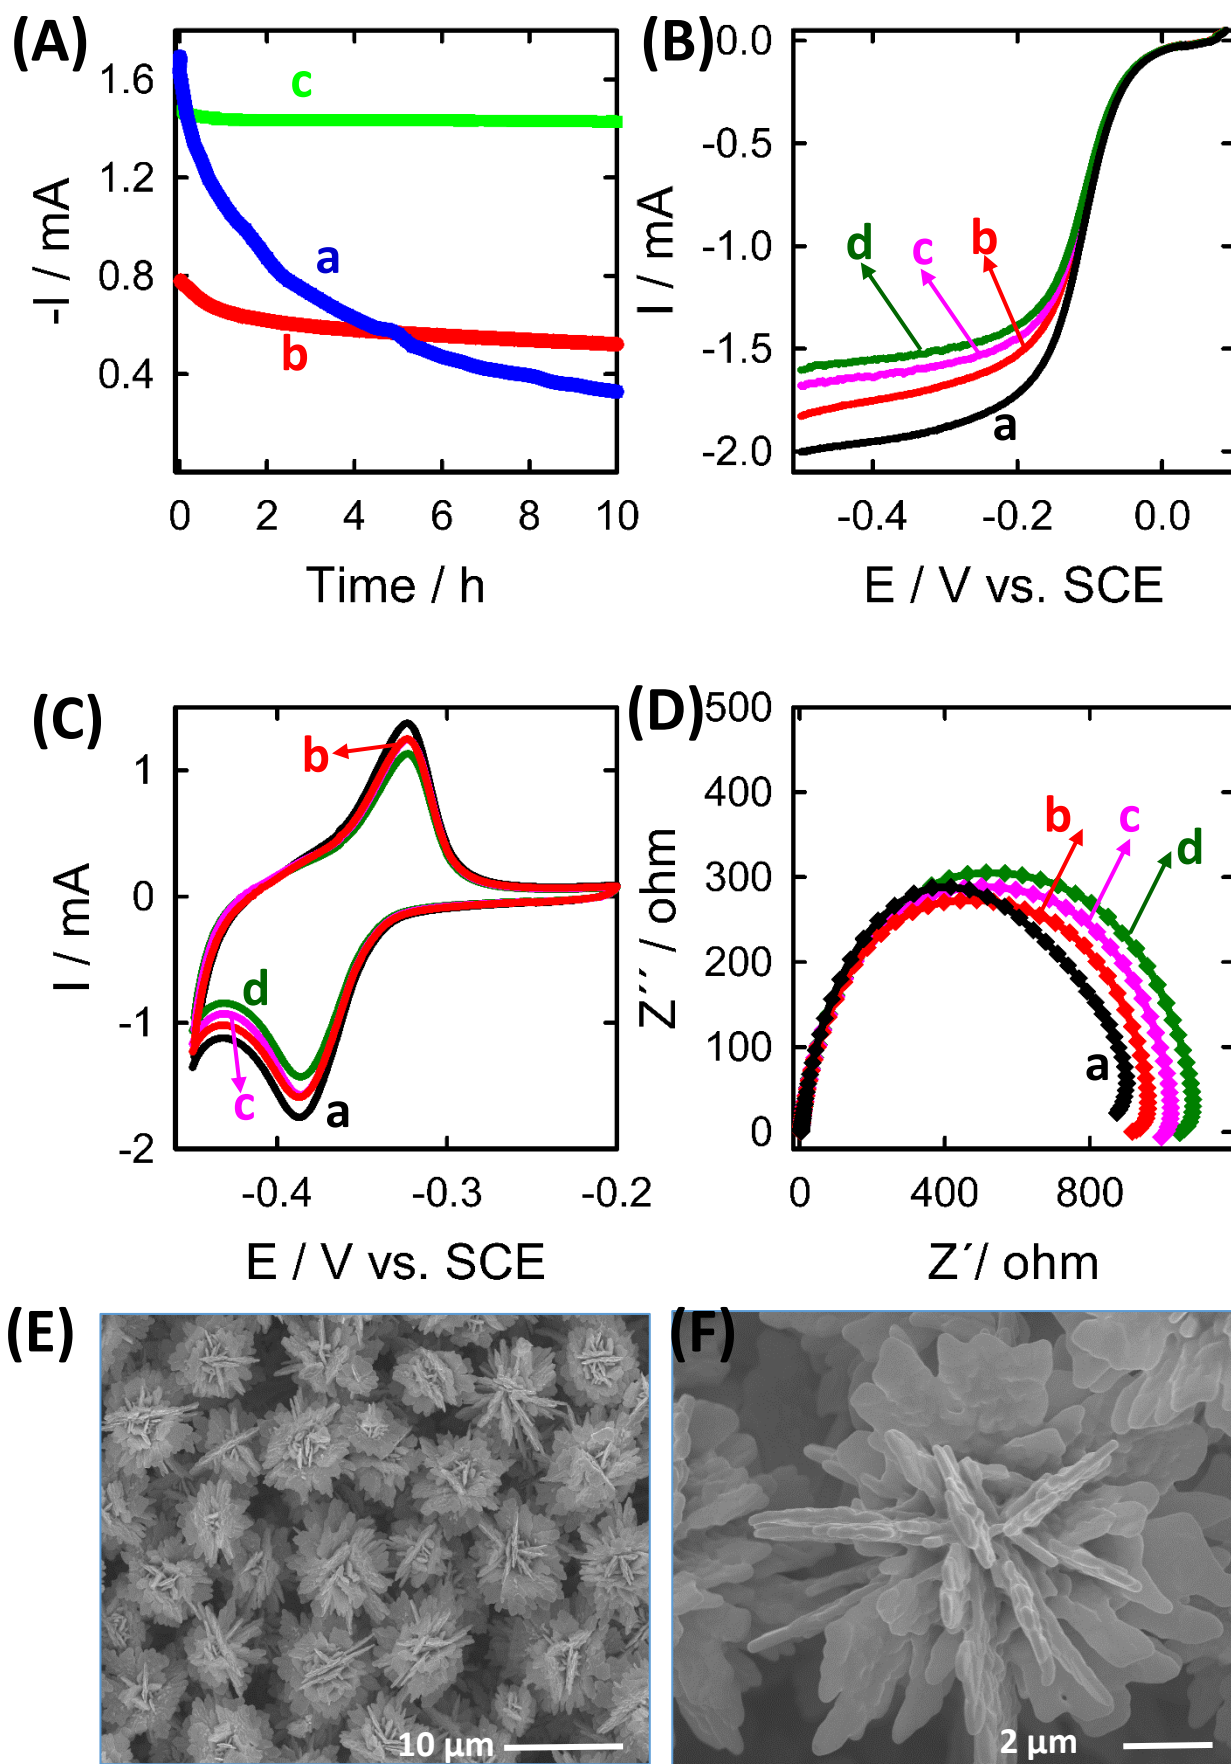 (A)
1.6
1.2
0.8
0.4
-I / mA
c
a
b
0 2 4 6 8 10
Time / h
(B)
0.0
-0.5
-1.0
-1.5
-2.0
I / mA
d
c
b
a
-0.4 -0.2 0.0
E / V vs. SCE
(C)
1
0
-1
-2
I / mA
b
d
c
a
-0.4 -0.3 -0.2
E / V vs. SCE
(D)
500
400
300
200
100
0
Z´´ / ohm
b
c
d
a
0 400 800
Z´/ ohm
(E)
10 µm
(F)
2 µm